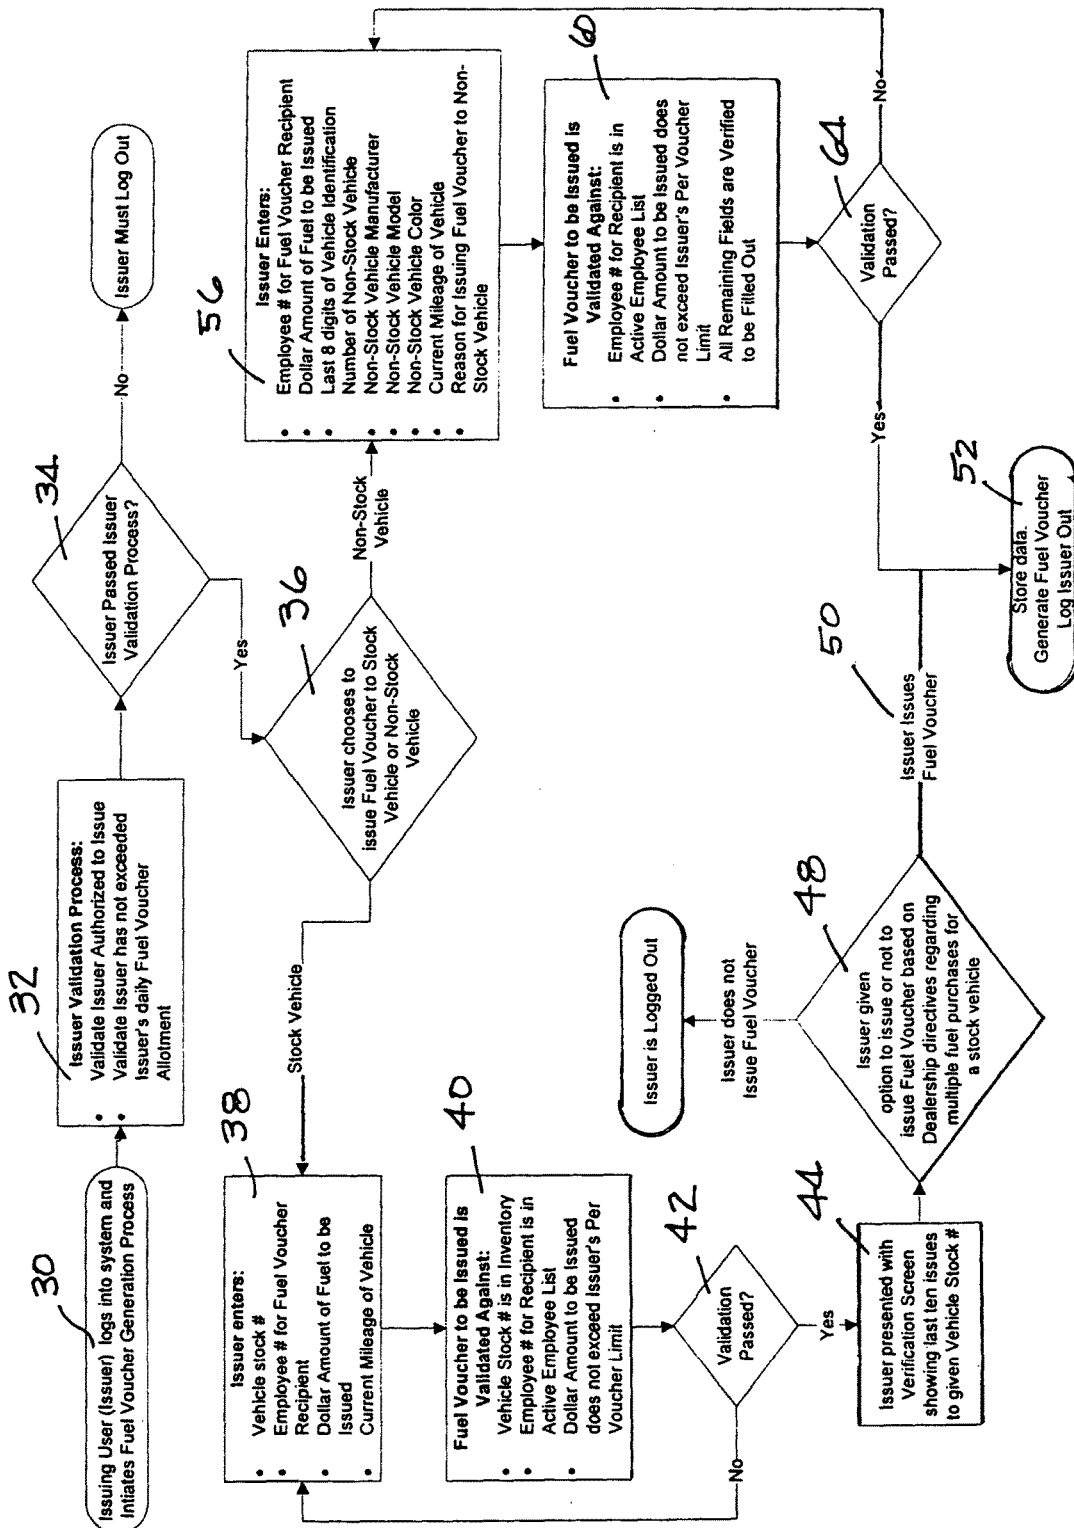 30
Issuing User (Issuer) logs into system and
Intiates Fuel Voucher Generation Process
32
Issuer Validation Process:
• Validate Issuer Authorized to Issue
• Validate Issuer has not exceeded
Issuer's daily Fuel Voucher
Allotment
34
Issuer Passed Issuer
Validation Process?
No
Issuer Must Log Out
Yes
36
Issuer chooses to
issue Fuel Voucher to Stock
Vehicle or Non-Stock
Vehicle
Stock Vehicle
Non-Stock
Vehicle
38
Issuer enters:
• Vehicle stock #
• Employee # for Fuel Voucher
Recipient
• Dollar Amount of Fuel to be
Issued
• Current Mileage of Vehicle
40
Fuel Voucher to be Issued is
Validated Against:
• Vehicle Stock # is in Inventory
• Employee # for Recipient is in
Active Employee List
• Dollar Amount to be Issued
does not exceed Issuer's Per
Voucher Limit
42
Validation
Passed?
No
Yes
44
Issuer presented with
Verification Screen
showing last ten issues
to given Vehicle Stock #
48
Issuer given
option to issue or not to
issue Fuel Voucher based on
Dealership directives regarding
multiple fuel purchases for
a stock vehicle
Issuer does not
Issue Fuel Voucher
Issuer is Logged Out
50
Issuer Issues
Fuel Voucher
52
Store data.
Generate Fuel Voucher
Log Issuer Out
56
Issuer Enters:
• Employee # for Fuel Voucher Recipient
• Dollar Amount of Fuel to be Issued
• Last 8 digits of Vehicle Identification
Number of Non-Stock Vehicle
• Non-Stock Vehicle Manufacturer
• Non-Stock Vehicle Model
• Non-Stock Vehicle Color
• Current Mileage of Vehicle
• Reason for Issuing Fuel Voucher to Non-
Stock Vehicle
60
Fuel Voucher to be Issued is
Validated Against:
• Employee # for Recipient is in
Active Employee List
• Dollar Amount to be Issued does
not exceed Issuer's Per Voucher
Limit
• All Remaining Fields are Verified
to be Filled Out
64
Validation
Passed?
No
Yes